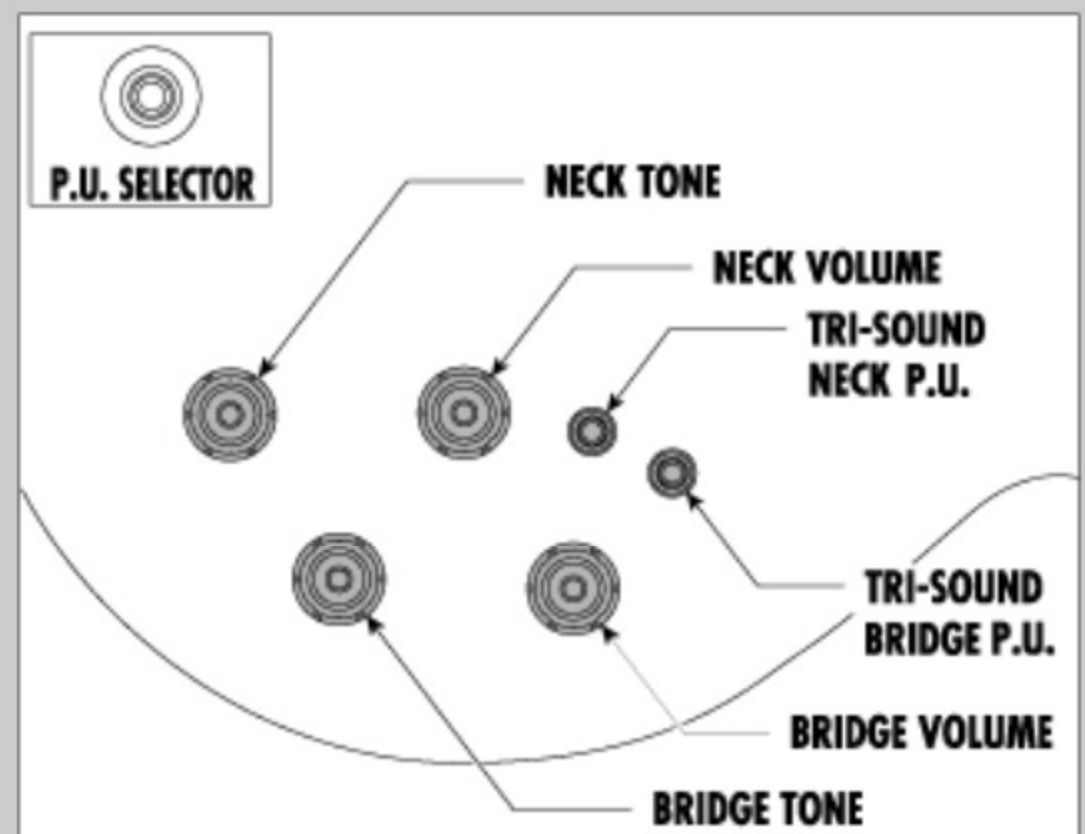 P.U. SELECTOR
NECK TONE
NECK VOLUME
TRI-SOUND
NECK P.U.
TRI-SOUND
BRIDGE P.U.
BRIDGE VOLUME
BRIDGE TONE